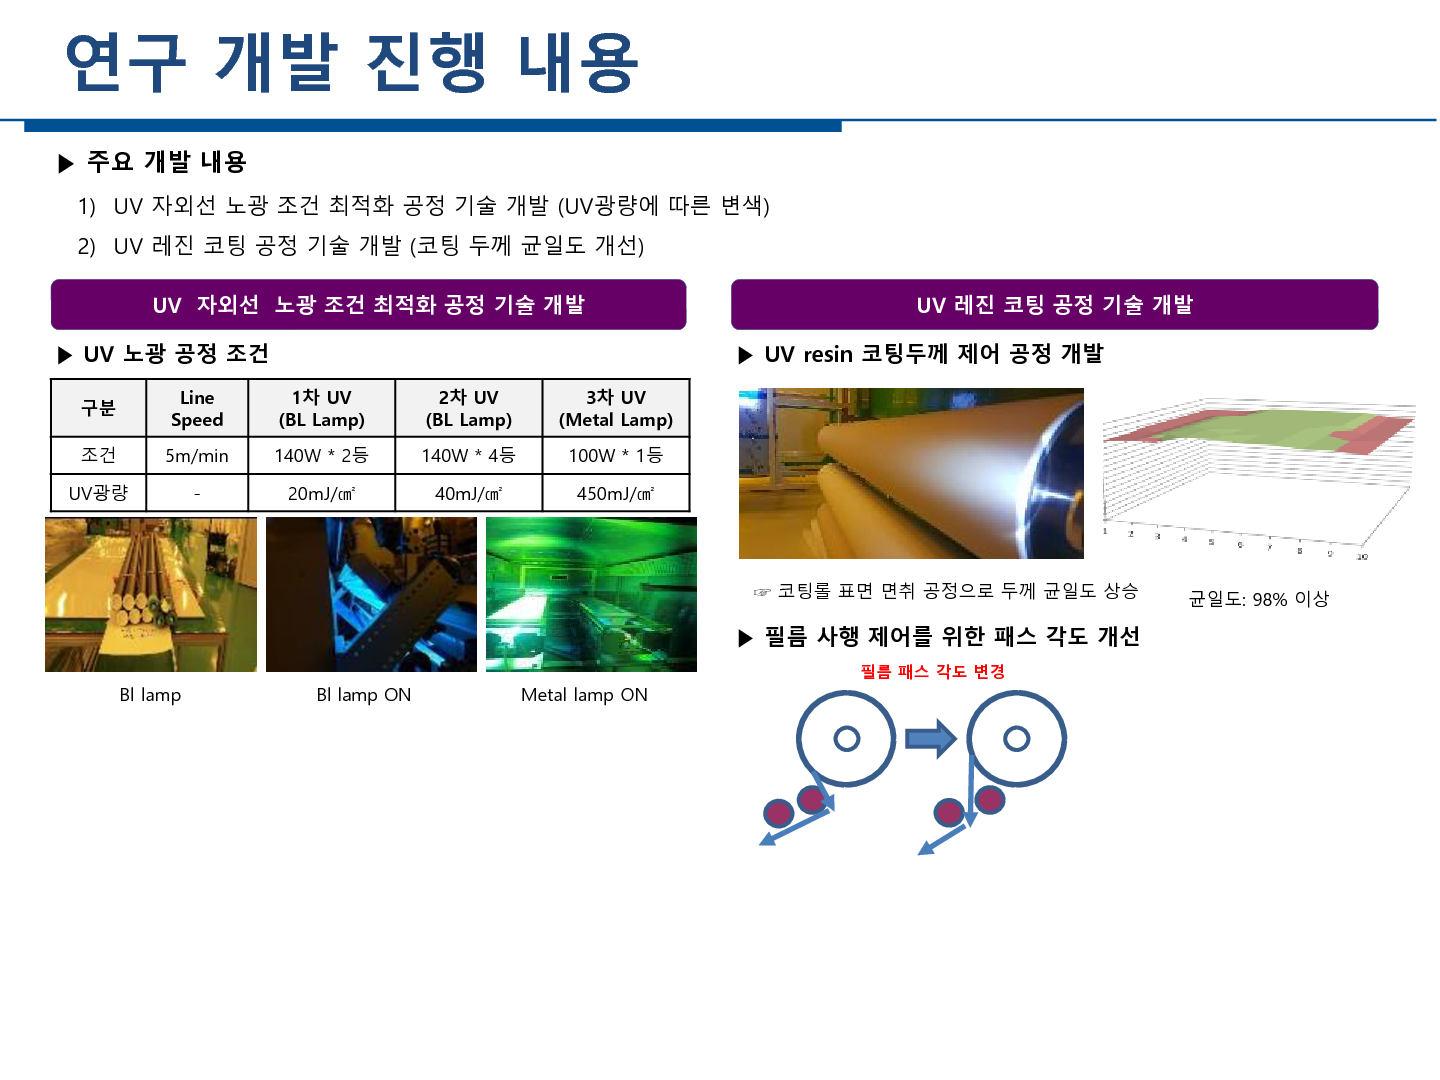 연구 개발 진행 내용
▶ 주요 개발 내용
1) UV 자외선 노광 조건 최적화 공정 기술 개발 (UV광량에 따른 변색)
2) UV 레진 코팅 공정 기술 개발 (코팅 두께 균일도 개선)
UV 자외선 노광 조건 최적화 공정 기술 개발
▶ UV 노광 공정 조건
구분 Line Speed 1차 UV (BL Lamp) 2차 UV (BL Lamp) 3차 UV (Metal Lamp)
조건 5m/min 140W * 2등 140W * 4등 100W * 1등
UV광량 - 20mJ/㎠ 40mJ/㎠ 450mJ/㎠
Bl lamp Bl lamp ON Metal lamp ON
UV 레진 코팅 공정 기술 개발
▶ UV resin 코팅두께 제어 공정 개발
1 2 3 4 5 6 7 8 9 10
☞ 코팅롤 표면 면취 공정으로 두께 균일도 상승
균일도: 98% 이상
▶ 필름 사행 제어를 위한 패스 각도 개선
필름 패스 각도 변경